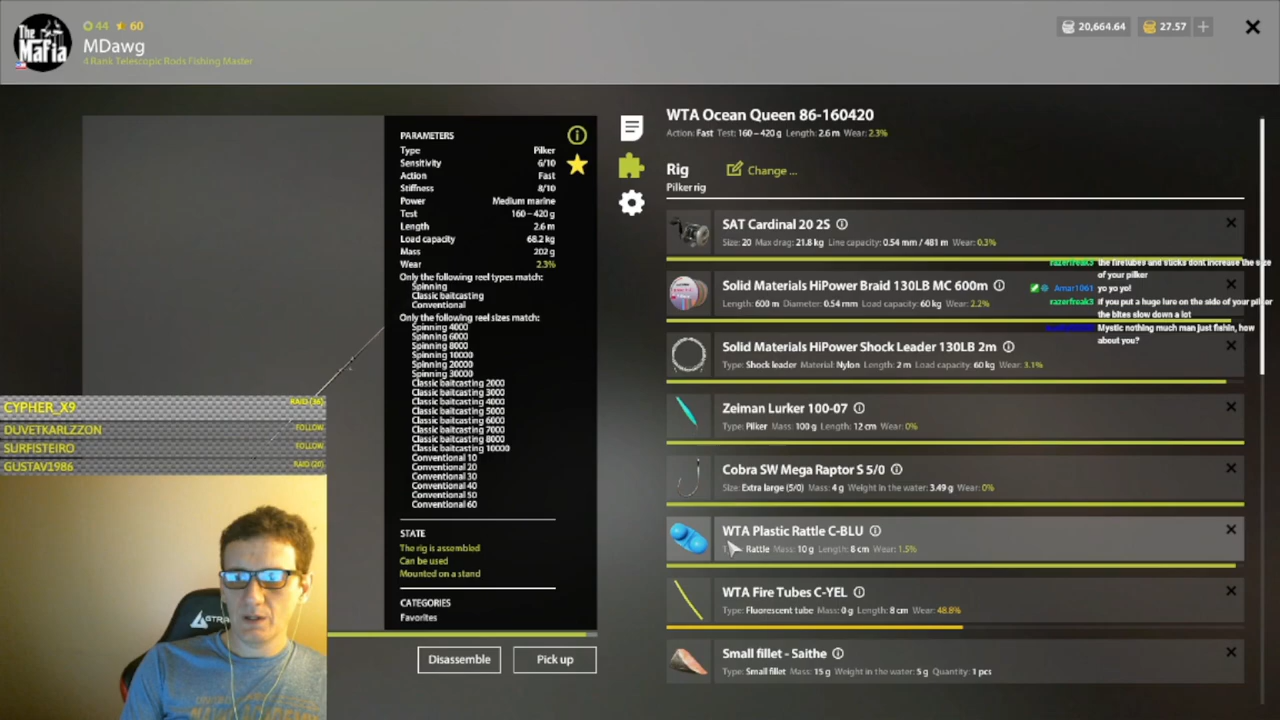 The
Mafia
44 60
MDawg
4 Rank Telescopic Rods Fishing Master
20,664.64 27.57 +
PARAMETERS
Type Pilker
Sensitivity 6/10
Action Fast
Stiffness 8/10
Power Medium marine
Test 160 – 420 g
Length 2.6 m
Load capacity 68.2 kg
Mass 202 g
Wear 2.3%
Only the following reel types match:
Spinning
Classic baitcasting
Conventional
Only the following reel sizes match:
Spinning 4000
Spinning 6000
Spinning 8000
Spinning 10000
Spinning 20000
Spinning 30000
Classic baitcasting 2000
Classic baitcasting 3000
Classic baitcasting 4000
Classic baitcasting 5000
Classic baitcasting 6000
Classic baitcasting 7000
Classic baitcasting 8000
Classic baitcasting 10000
Conventional 10
Conventional 20
Conventional 30
Conventional 40
Conventional 50
Conventional 60
STATE
The rig is assembled
Can be used
Mounted on a stand
CATEGORIES
Favorites
Disassemble Pick up
WTA Ocean Queen 86-160420
Action: Fast Test: 160 – 420 g Length: 2.6 m Wear: 2.3%
Rig Change ...
Pilker rig
SAT Cardinal 20 2S
Size: 20 Max drag: 21.8 kg Line capacity: 0.54 mm / 481 m Wear: 0.3%
Solid Materials HiPower Braid 130LB MC 600m
Length: 600 m Diameter: 0.54 mm Load capacity: 60 kg Wear: 2.2%
Solid Materials HiPower Shock Leader 130LB 2m
Type: Shock leader Material: Nylon Length: 2 m Load capacity: 60 kg Wear: 3.1%
Zeiman Lurker 100-07
Type: Pilker Mass: 100 g Length: 12 cm Wear: 0%
Cobra SW Mega Raptor S 5/0
Size: Extra large (5/0) Mass: 4 g Weight in the water: 3.49 g Wear: 0%
WTA Plastic Rattle C-BLU
Rattle Mass: 10 g Length: 8 cm Wear: 1.5%
WTA Fire Tubes C-YEL
Type: Fluorescent tube Mass: 0 g Length: 8 cm Wear: 48.8%
Small fillet - Saithe
Type: Small fillet Mass: 15 g Weight in the water: 5 g Quantity: 1 pcs
razerfreak5 the firetubes and sticks dont increase the size
of your pilker
Amar1061 yo yo yo!
razerfreak5 If you put a huge lure on the side of your pilker
the bites slow down a lot
Mystic nothing much man just fishin, how
about you?
CYPHER_X9 RAID (36)
DUVETKARLZZON FOLLOW
SURFISTEIRO FOLLOW
GUSTAV1986 RAID (20)